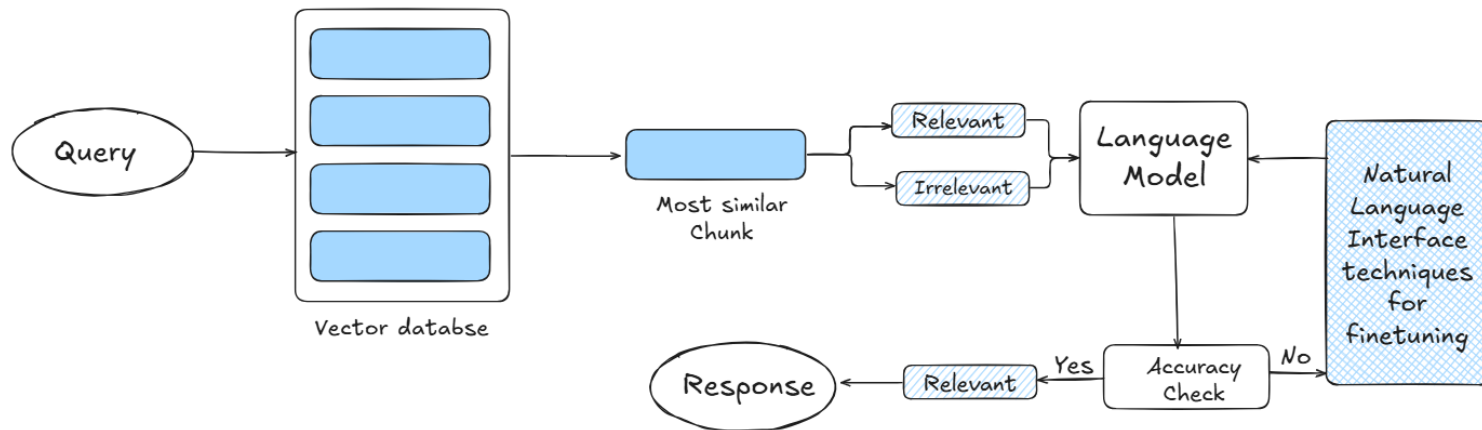 Query
Vector databse
Most similar
Chunk
Relevant
Irrelevant
Language
Model
Natural
Language
Interface
techniques
for
finetuning
Accuracy
Check
Yes
No
Relevant
Response